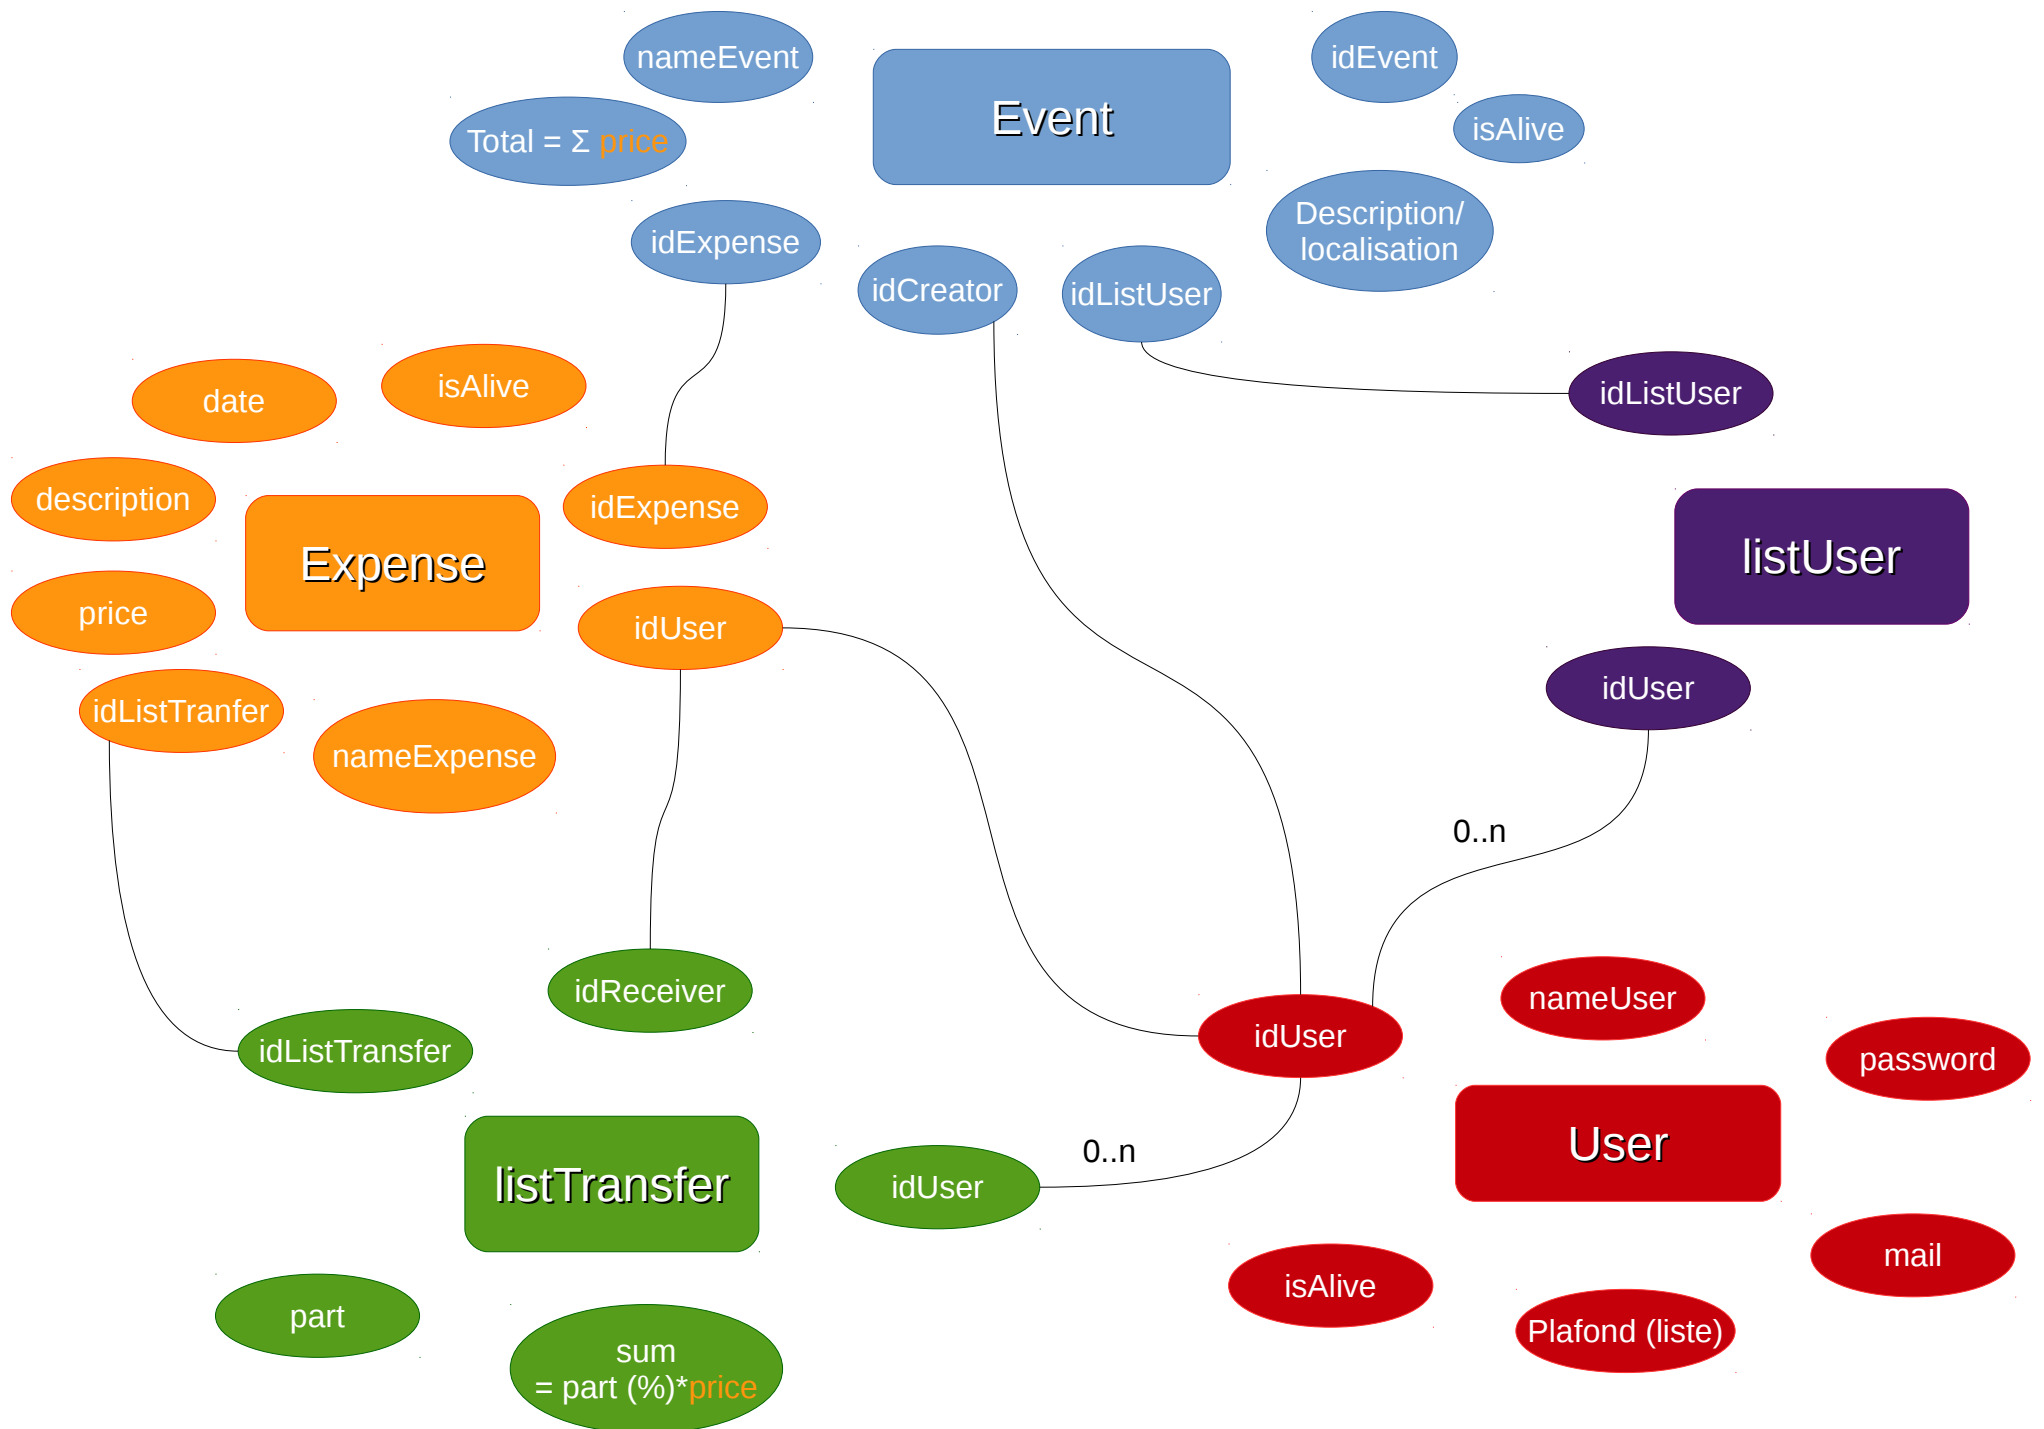 nameEvent
Event
idEvent
Total = Σ price
isAlive
Description/
localisation
idExpense
idCreator
idListUser
date
isAlive
idListUser
description
Expense
idExpense
listUser
price
idUser
idListTranfer
nameExpense
idUser
0..n
idReceiver
idListTransfer
idUser
nameUser
password
listTransfer
idUser
0..n
User
mail
isAlive
Plafond (liste)
part
sum
= part (%)*price